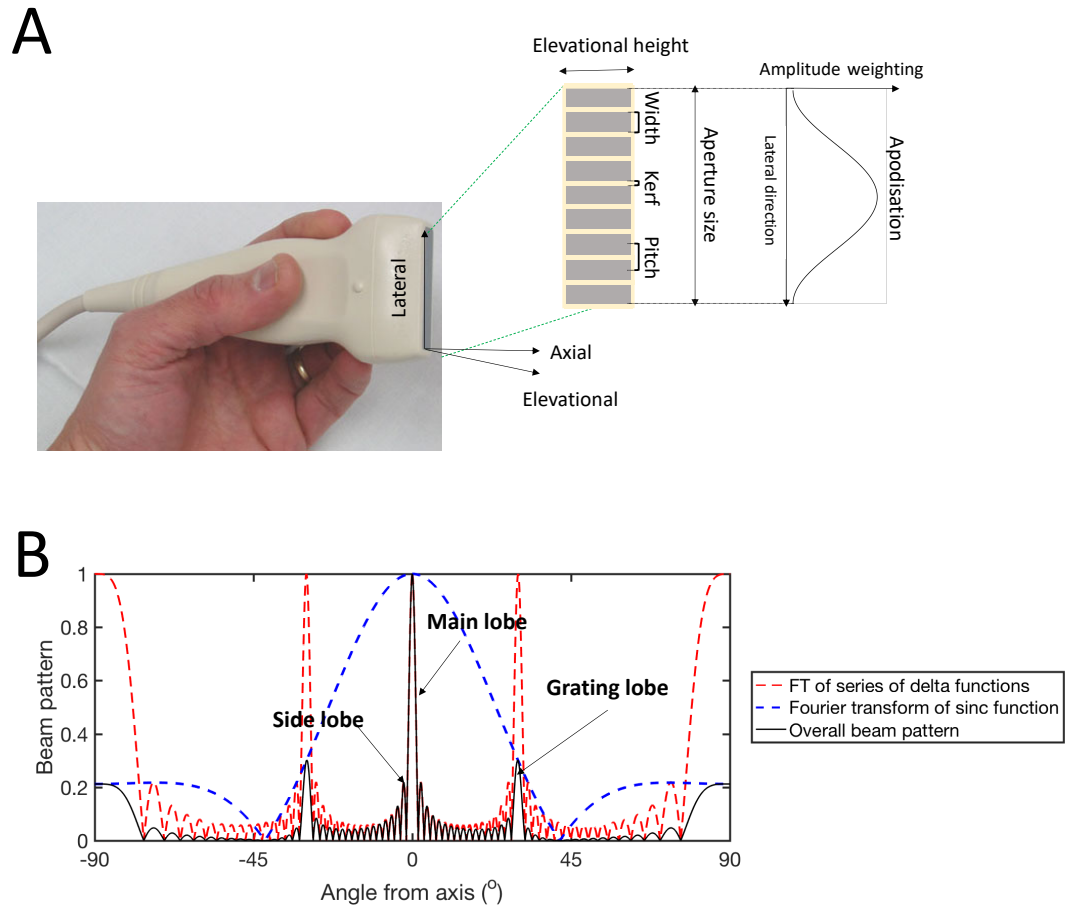 A
Elevational height
Amplitude weighting
Width
Kerf
Pitch
Aperture size
Lateral direction
Apodisation
Lateral
Axial
Elevational
B
Beam pattern
1
0.8
0.6
0.4
0.2
0
-90
-45
0
45
90
Angle from axis (o)
Main lobe
Grating lobe
Side lobe
FT of series of delta functions
Fourier transform of sinc function
Overall beam pattern